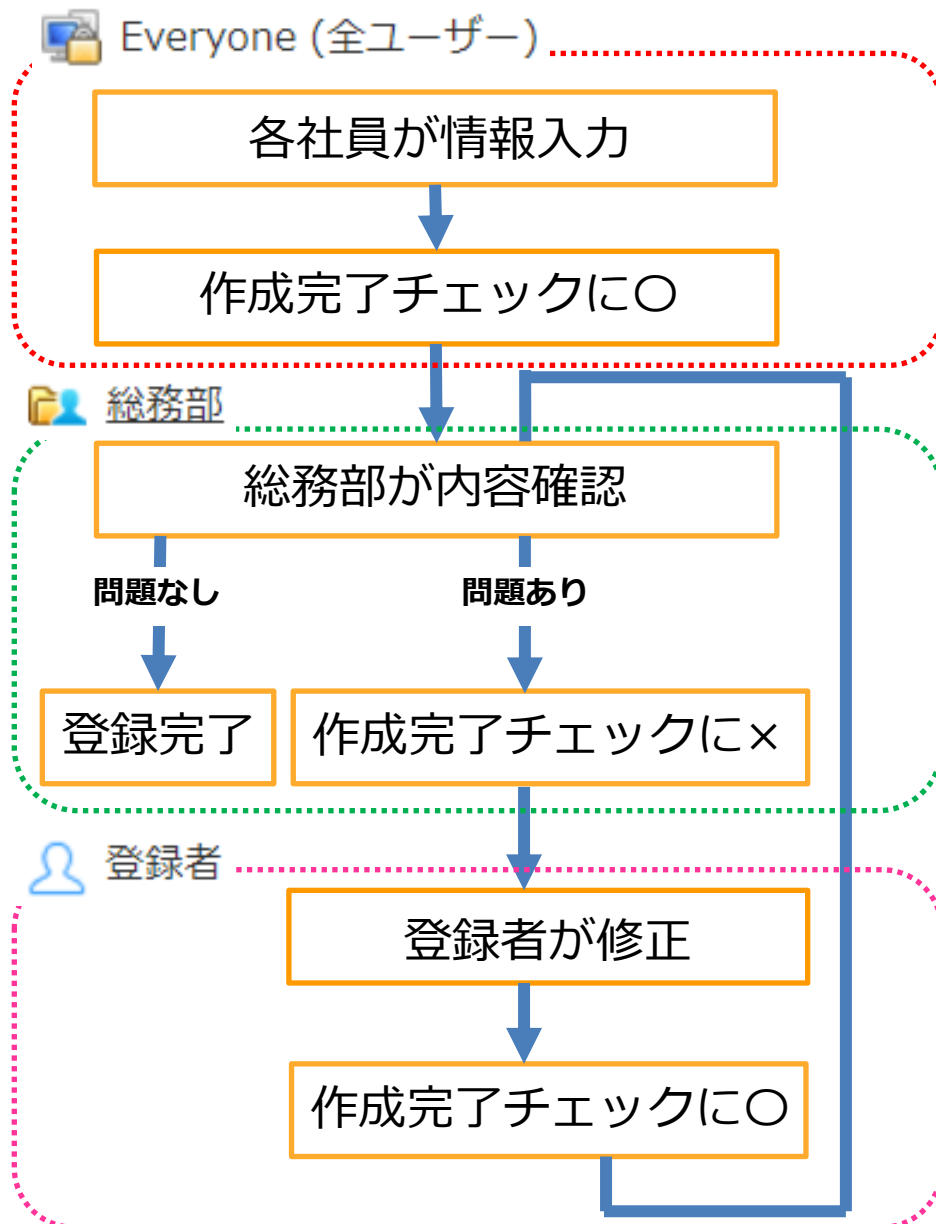 Everyone (全ユーザー)
各社員が情報入力
作成完了チェックに〇
総務部
総務部が内容確認
問題なし
問題あり
登録完了
作成完了チェックに×
登録者
登録者が修正
作成完了チェックに〇